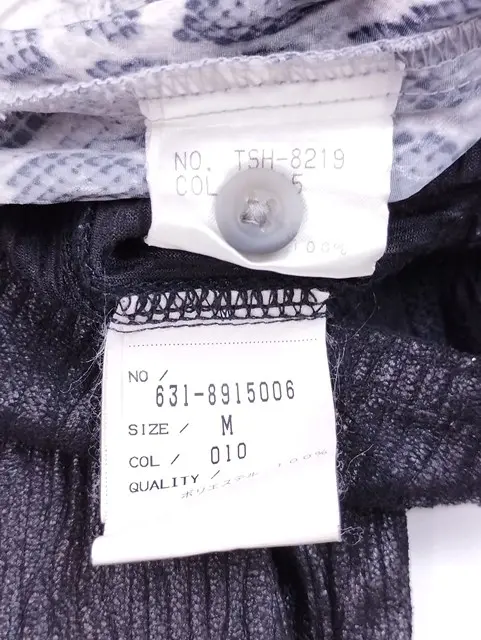 NO. TSH-8219
COL 5
100%
NO /
631-8915006
SIZE / M
COL / 010
QUALITY /
ポリエステル 100%